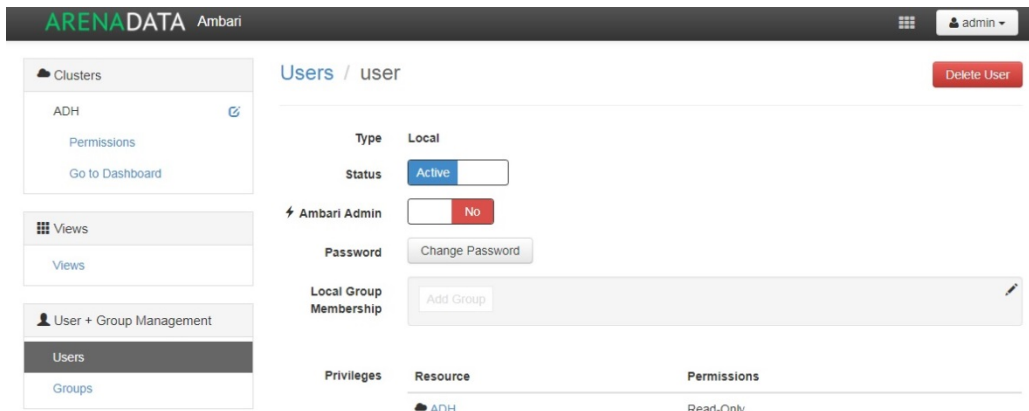 ARENADATA Ambari
admin
Clusters
ADH
Permissions
Go to Dashboard
Views
Views
User + Group Management
Users
Groups
Users / user
Delete User
Type Local
Status Active
Ambari Admin No
Password Change Password
Local Group
Membership
Add Group
Privileges Resource Permissions
ADH Read-Only